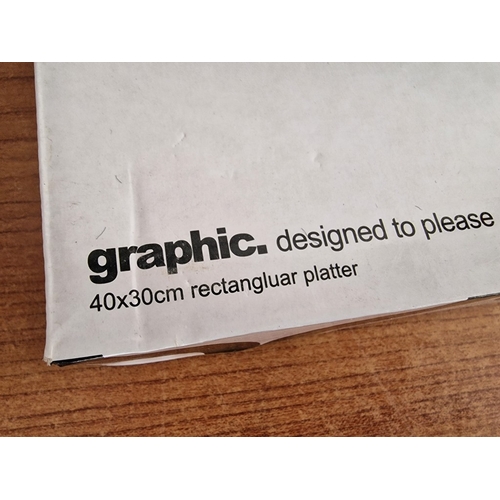 graphic. designed to please
40x30cm rectangluar platter